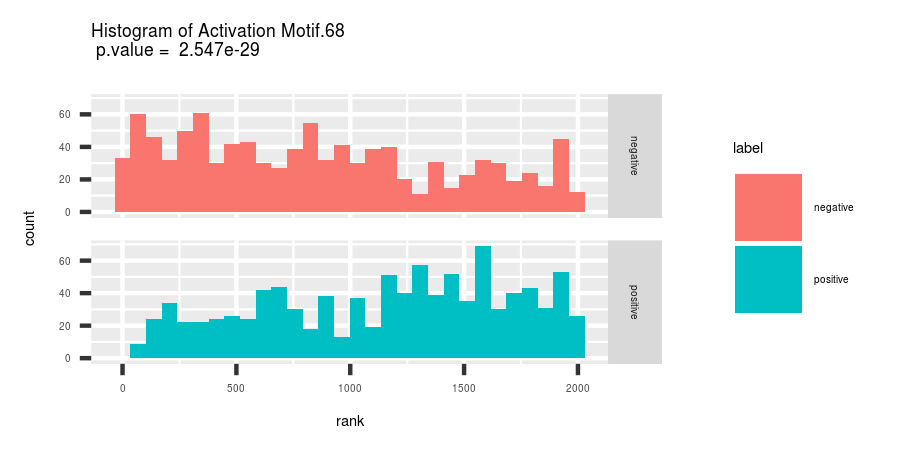 Histogram of Activation Motif.68
p.value = 2.547e-29
count
60
40
20
0
negative
60
40
20
0
positive
0 500 1000 1500 2000
rank
label
negative
positive